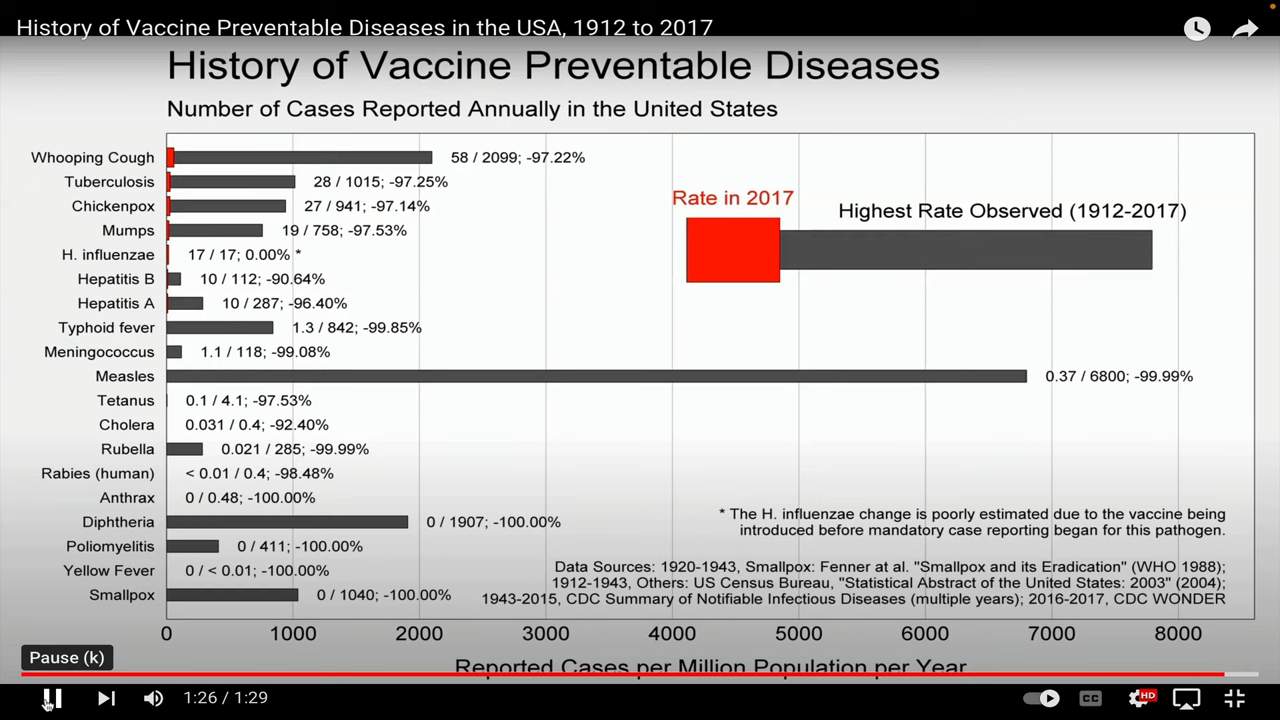 History of Vaccine Preventable Diseases in the USA, 1912 to 2017
History of Vaccine Preventable Diseases
Number of Cases Reported Annually in the United States
Whooping Cough 58 / 2099; -97.22%
Tuberculosis 28 / 1015; -97.25%
Chickenpox 27 / 941; -97.14%
Mumps 19 / 758; -97.53%
H. influenzae 17 / 17; 0.00% *
Hepatitis B 10 / 112; -90.64%
Hepatitis A 10 / 287; -96.40%
Typhoid fever 1.3 / 842; -99.85%
Meningococcus 1.1 / 118; -99.08%
Measles 0.37 / 6800; -99.99%
Tetanus 0.1 / 4.1; -97.53%
Cholera 0.031 / 0.4; -92.40%
Rubella 0.021 / 285; -99.99%
Rabies (human) < 0.01 / 0.4; -98.48%
Anthrax 0 / 0.48; -100.00%
Diphtheria 0 / 1907; -100.00%
Poliomyelitis 0 / 411; -100.00%
Yellow Fever 0 / < 0.01; -100.00%
Smallpox 0 / 1040; -100.00%
Rate in 2017
Highest Rate Observed (1912-2017)
* The H. influenzae change is poorly estimated due to the vaccine being
introduced before mandatory case reporting began for this pathogen.
Data Sources: 1920-1943, Smallpox: Fenner at al. "Smallpox and its Eradication" (WHO 1988);
1912-1943, Others: US Census Bureau, "Statistical Abstract of the United States: 2003" (2004);
1943-2015, CDC Summary of Notifiable Infectious Diseases (multiple years); 2016-2017, CDC WONDER
0 1000 2000 3000 4000 5000 6000 7000 8000
Reported Cases per Million Population per Year
Pause (k)
1:26 / 1:29
CC
HD